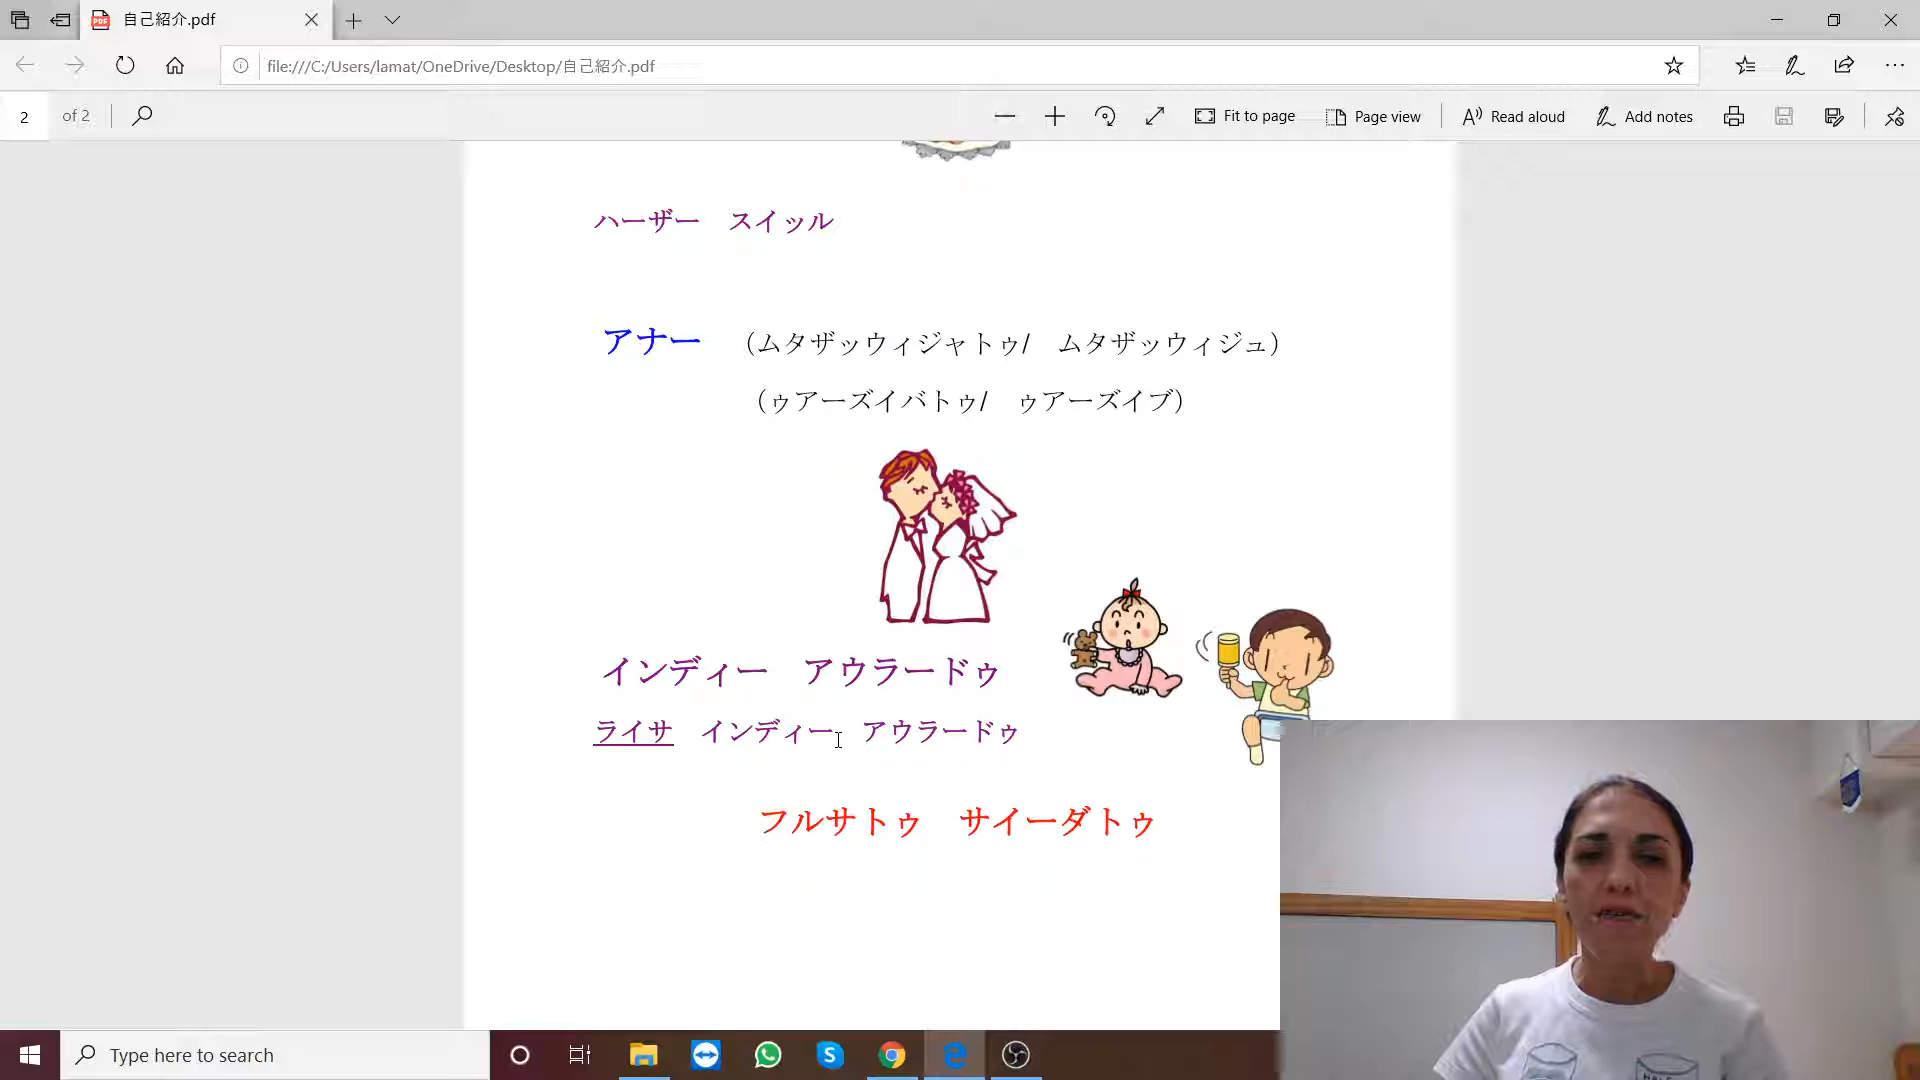 自己紹介.pdf
file:///C:/Users/lamat/OneDrive/Desktop/自己紹介.pdf
2 of 2
Fit to page
Page view
Read aloud
Add notes
ハーザー　スイッル
アナー　（ムタザッウィジャトゥ/　ムタザッウィジュ）
（ゥアーズイバトゥ/　ゥアーズイブ）
インディー　アウラードゥ
ライサ　インディー　アウラードゥ
フルサトゥ　サイーダトゥ
Type here to search